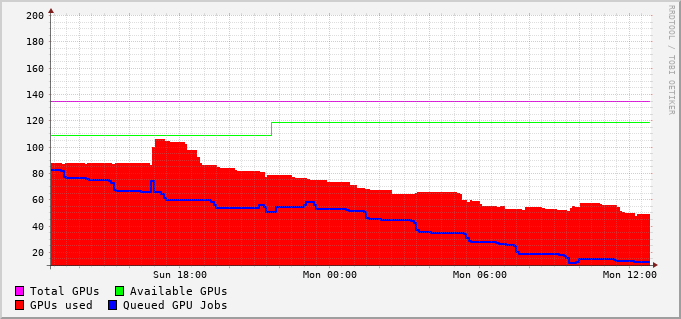 RRDTOOL / TOBI OETIKER
200
180
160
140
120
100
80
60
40
20
Sun 18:00 Mon 00:00 Mon 06:00 Mon 12:00
Total GPUs Available GPUs
GPUs used Queued GPU Jobs